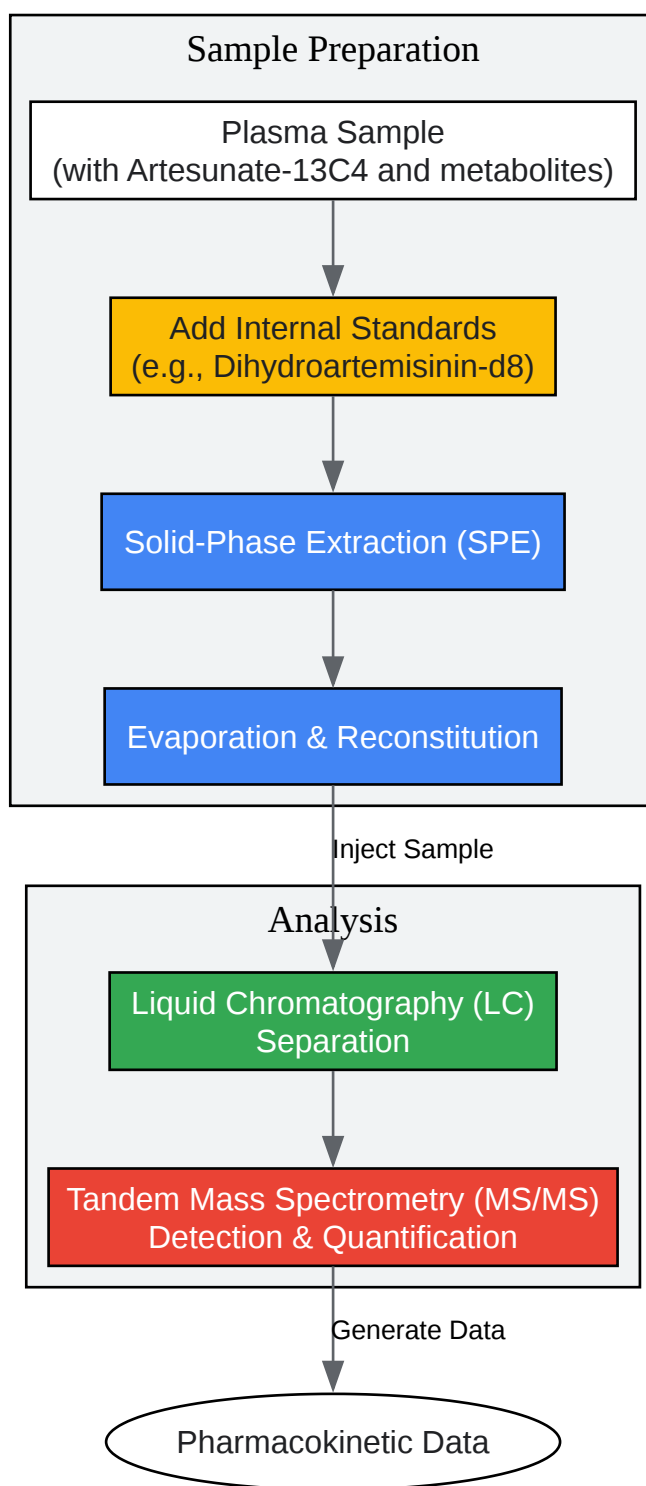 Sample Preparation
Plasma Sample
(with Artesunate-13C4 and metabolites)
Add Internal Standards
(e.g., Dihydroartemisinin-d8)
Solid-Phase Extraction (SPE)
Evaporation & Reconstitution
Inject Sample
Analysis
Liquid Chromatography (LC)
Separation
Tandem Mass Spectrometry (MS/MS)
Detection & Quantification
Generate Data
Pharmacokinetic Data